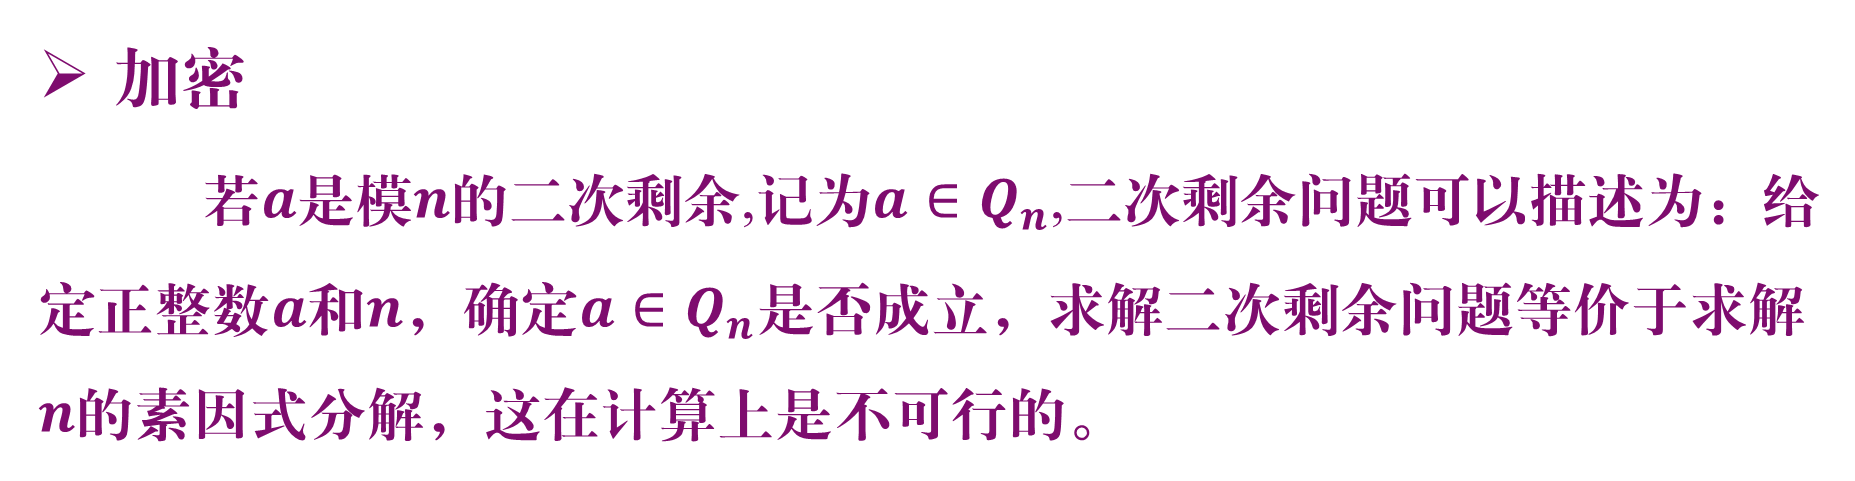 ➢ 加密
若a是模n的二次剩余,记为a ∈ Qₙ,二次剩余问题可以描述为：给
定正整数a和n，确定a ∈ Qₙ是否成立，求解二次剩余问题等价于求解
n的素因式分解，这在计算上是不可行的。